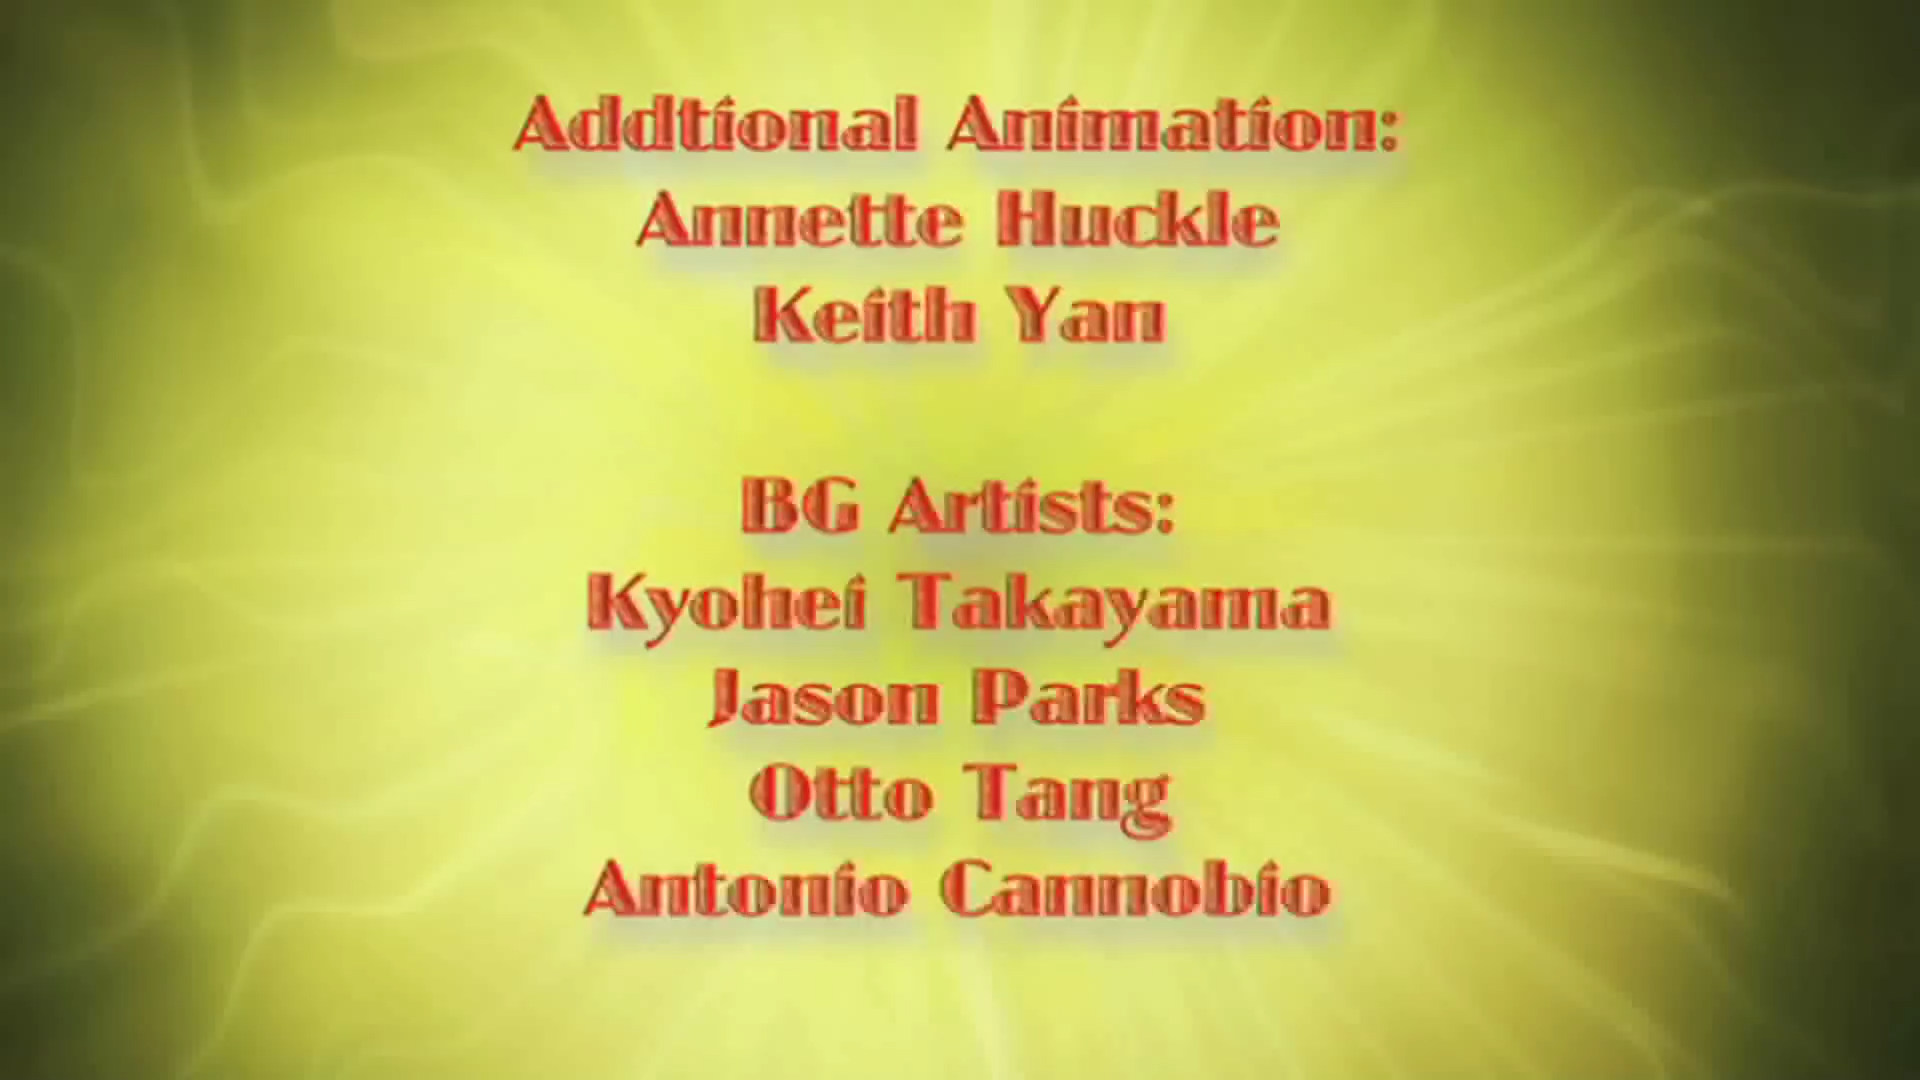 Addtional Animation:
Annette Huckle
Keith Yan
BG Artists:
Kyohei Takayama
Jason Parks
Otto Tang
Antonio Cannobio